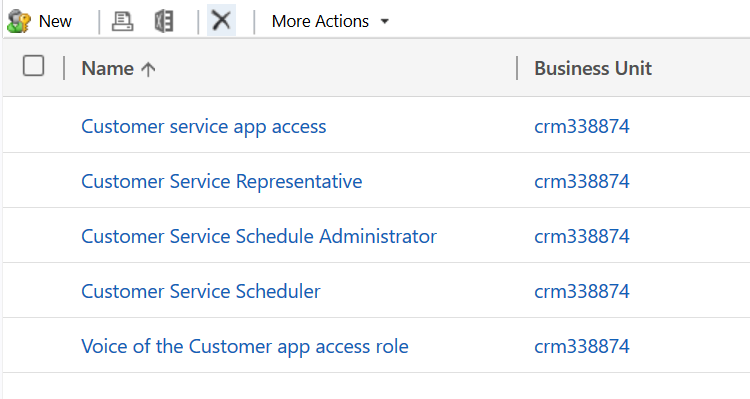 New More Actions
Name Business Unit
Customer service app access crm338874
Customer Service Representative crm338874
Customer Service Schedule Administrator crm338874
Customer Service Scheduler crm338874
Voice of the Customer app access role crm338874